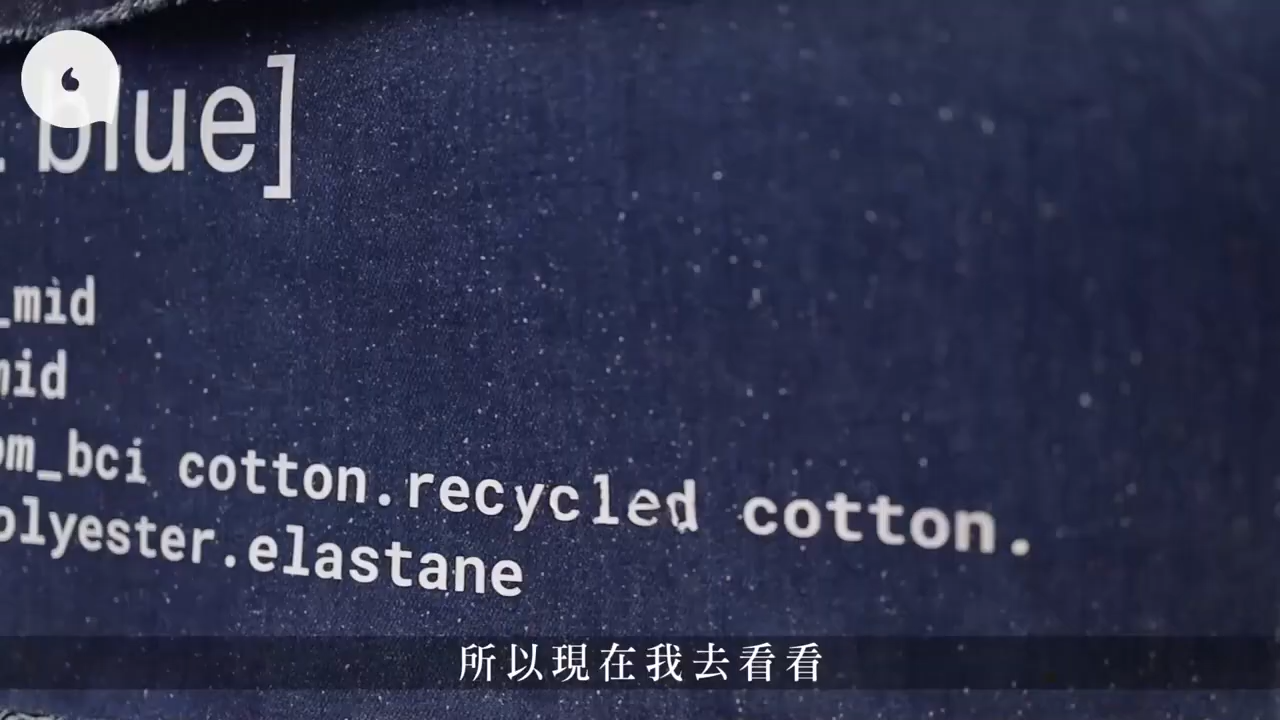 blue]
_mid
mid
om_bci cotton.recycled cotton.
olyester.elastane
所以現在我去看看